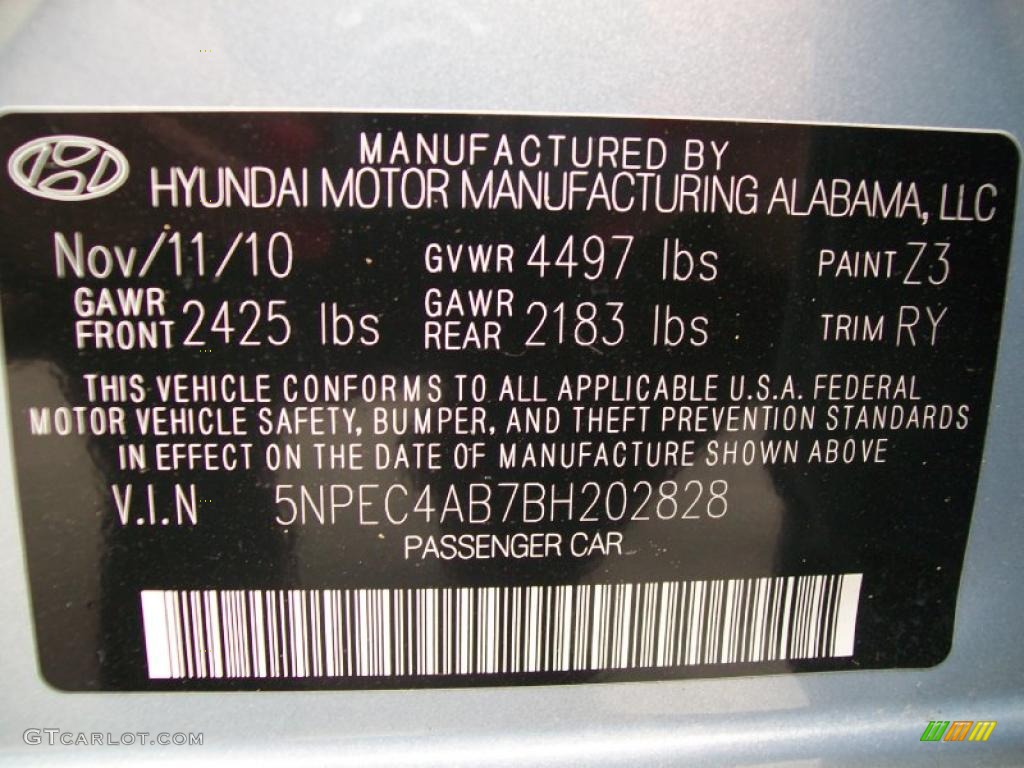 MANUFACTURED BY
HYUNDAI MOTOR MANUFACTURING ALABAMA, LLC
Nov/11/10 GVWR 4497 lbs PAINT Z3
GAWR FRONT 2425 lbs GAWR REAR 2183 lbs TRIM RY
THIS VEHICLE CONFORMS TO ALL APPLICABLE U.S.A. FEDERAL
MOTOR VEHICLE SAFETY, BUMPER, AND THEFT PREVENTION STANDARDS
IN EFFECT ON THE DATE OF MANUFACTURE SHOWN ABOVE
V.I.N 5NPEC4AB7BH202828
PASSENGER CAR
GTCARLOT.COM